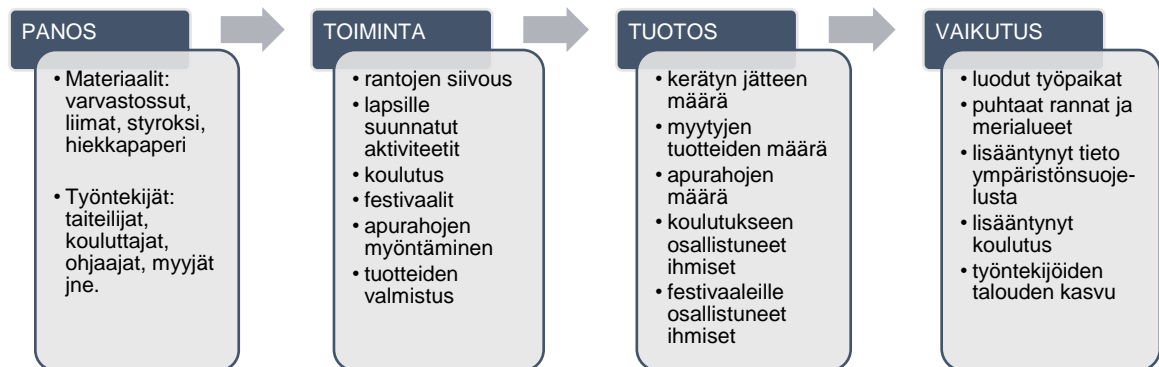 PANOS
• Materiaalit:
varvastossut,
liimat, styroksi,
hiekkapaperi
• Työntekijät:
taiteilijat,
kouluttajat,
ohjaajat, myyjät
jne.
TOIMINTA
• rantojen siivous
• lapsille
suunnatut
aktiviteetit
• koulutus
• festivaalit
• apurahojen
myöntäminen
• tuotteiden
valmistus
TUOTOS
• kerätyn jätteen
määrä
• myytyjen
tuotteiden määrä
• apurahojen
määrä
• koulutukseen
osallistuneet
ihmiset
• festivaaleille
osallistuneet
ihmiset
VAIKUTUS
• luodut työpaikat
• puhtaat rannat ja
merialueet
• lisääntynyt tieto
ympäristönsuoje-
lusta
• lisääntynyt
koulutus
• työntekijöiden
talouden kasvu